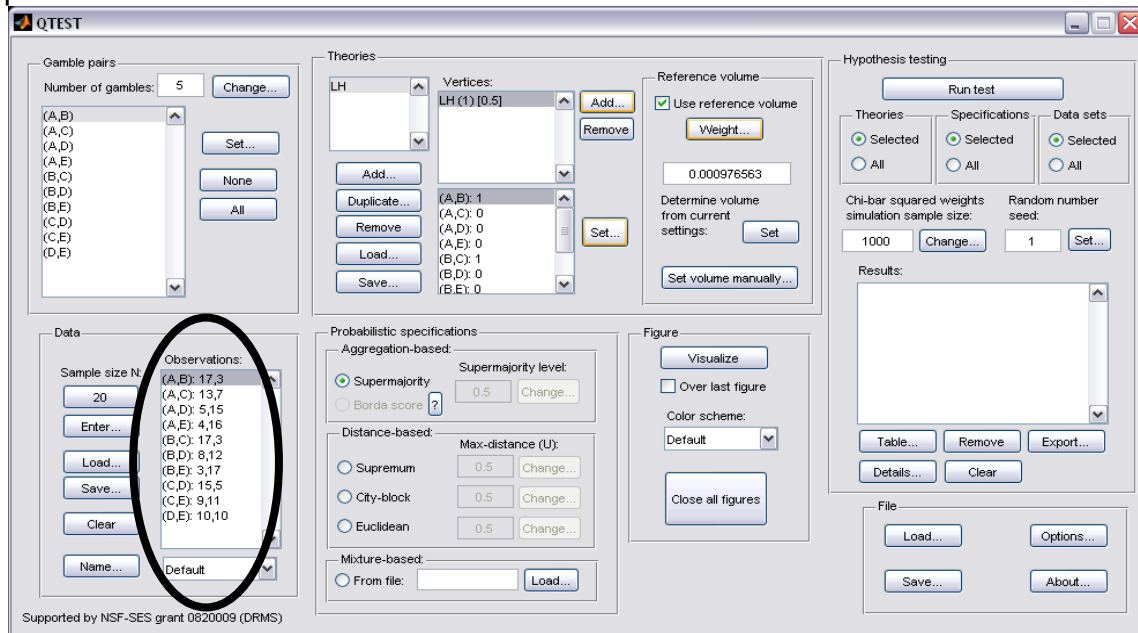 QTEST
Gamble pairs
Number of gambles: 5 Change...
(A,B)
(A,C)
(A,D)
(A,E)
(B,C)
(B,D)
(B,E)
(C,D)
(C,E)
(D,E)
Set...
None
All
Theories
LH
Add...
Duplicate...
Remove
Load...
Save...
Vertices:
LH (1) [0.5]
Add...
Remove
(A,B): 1
(A,C): 0
(A,D): 0
(A,E): 0
(B,C): 1
(B,D): 0
(B,E): 0
Set...
Reference volume
Use reference volume
Weight...
0.000976563
Determine volume
from current
settings: Set
Set volume manually...
Hypothesis testing
Run test
Theories
Selected
All
Specifications
Selected
All
Data sets
Selected
All
Chi-bar squared weights
simulation sample size:
1000 Change...
Random number
seed:
1 Set...
Results:
Table... Remove Export...
Details... Clear
Data
Sample size N:
20
Enter...
Load...
Save...
Clear
Name...
Observations:
(A,B): 17,3
(A,C): 13,7
(A,D): 5,15
(A,E): 4,16
(B,C): 17,3
(B,D): 8,12
(B,E): 3,17
(C,D): 15,5
(C,E): 9,11
(D,E): 10,10
Default
Probabilistic specifications
Aggregation-based:
Supermajority level:
Supermajority 0.5 Change...
Borda score ?
Distance-based:
Max-distance (U):
Supremum 0.5 Change...
City-block 0.5 Change...
Euclidean 0.5 Change...
Mixture-based:
From file: Load...
Figure
Visualize
Over last figure
Color scheme:
Default
Close all figures
File
Load... Options...
Save... About...
Supported by NSF-SES grant 0820009 (DRMS)